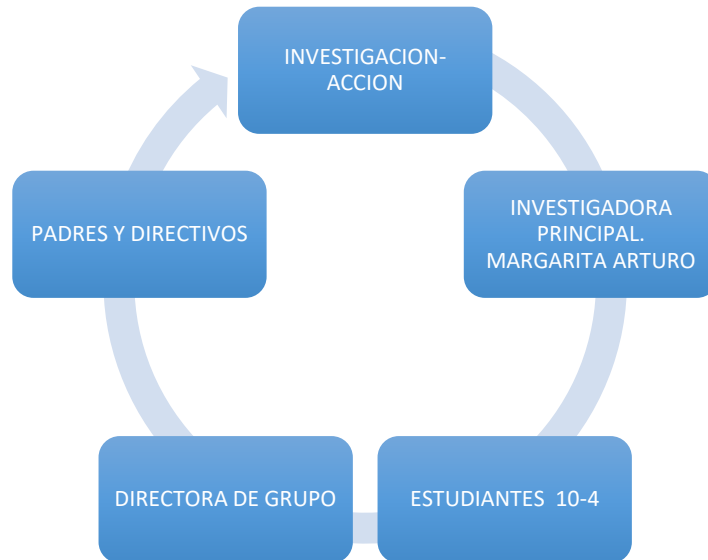 INVESTIGACION-
ACCION
INVESTIGADORA
PRINCIPAL.
MARGARITA ARTURO
ESTUDIANTES 10-4
DIRECTORA DE GRUPO
PADRES Y DIRECTIVOS